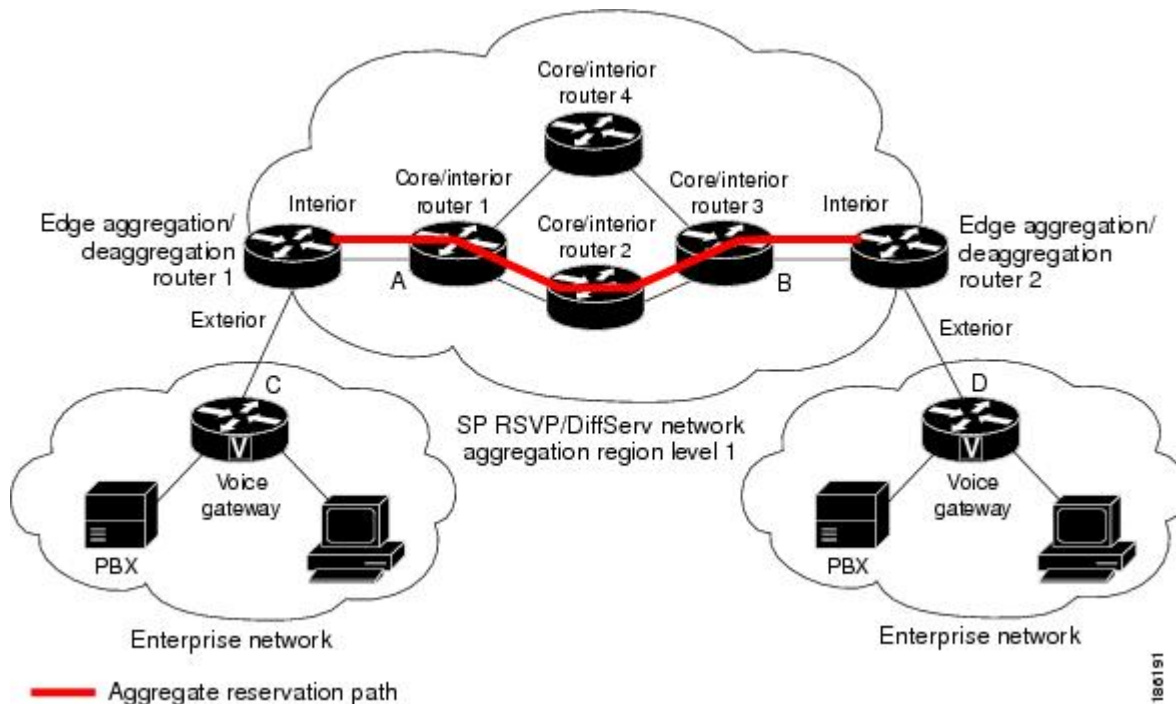 Core/interior
router 4
Core/interior
router 1
Core/interior
router 3
Interior
Interior
Core/interior
router 2
Edge aggregation/
deaggregation
router 1
Edge aggregation/
deaggregation
router 2
A
B
Exterior
Exterior
C
D
SP RSVP/DiffServ network
aggregation region level 1
V
Voice
gateway
PBX
V
Voice
gateway
PBX
Enterprise network
Enterprise network
Aggregate reservation path
186191